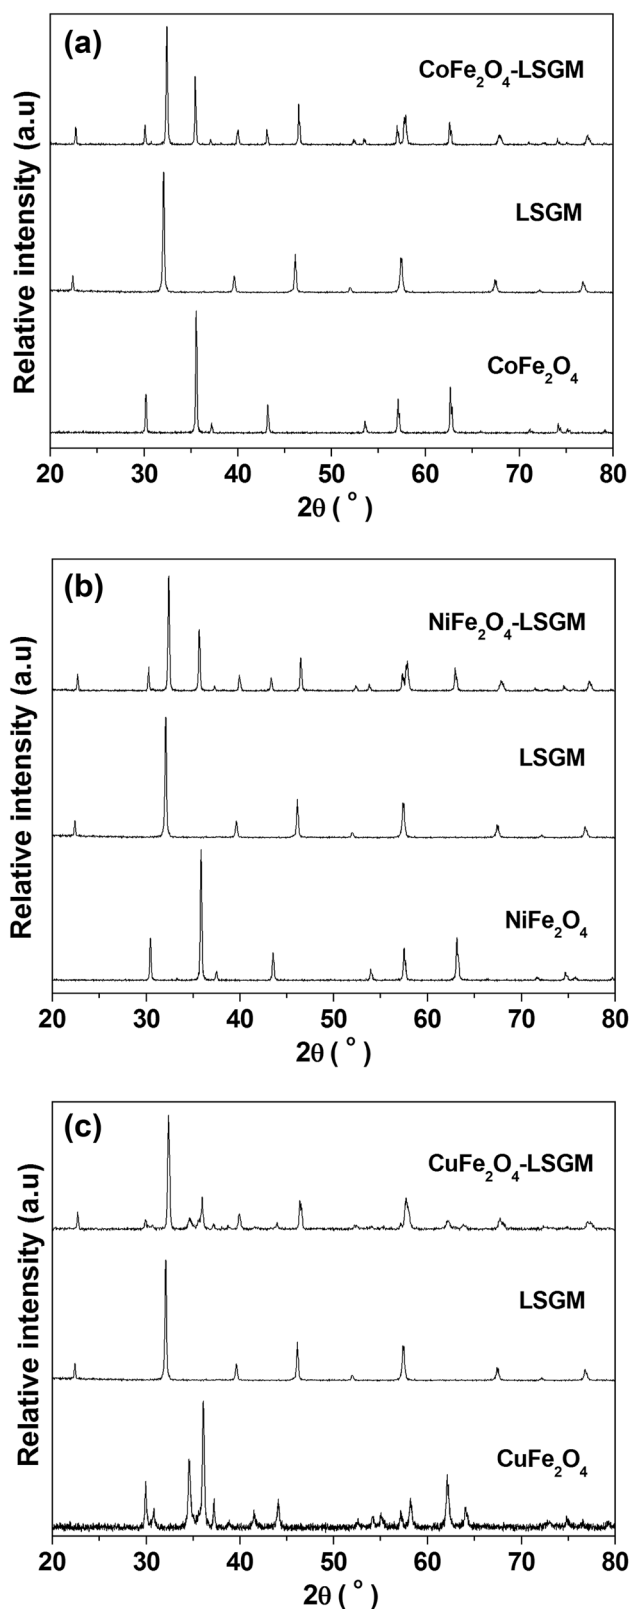 (a)
CoFe₂O₄-LSGM
LSGM
CoFe₂O₄
Relative intensity (a.u)
20 30 40 50 60 70 80
2θ ( ° )
(b)
NiFe₂O₄-LSGM
LSGM
NiFe₂O₄
Relative intensity (a.u)
20 30 40 50 60 70 80
2θ ( ° )
(c)
CuFe₂O₄-LSGM
LSGM
CuFe₂O₄
Relative intensity (a.u)
20 30 40 50 60 70 80
2θ ( ° )